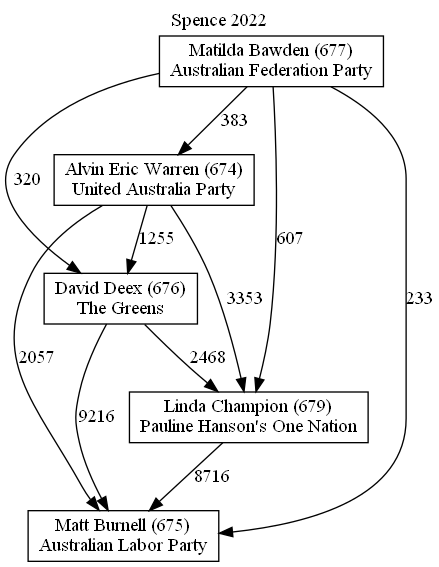 Spence 2022
Matilda Bawden (677)
Australian Federation Party
383
Alvin Eric Warren (674)
United Australia Party
320
1255
607
David Deex (676)
The Greens
3353
233
2057
2468
Linda Champion (679)
Pauline Hanson's One Nation
9216
8716
Matt Burnell (675)
Australian Labor Party